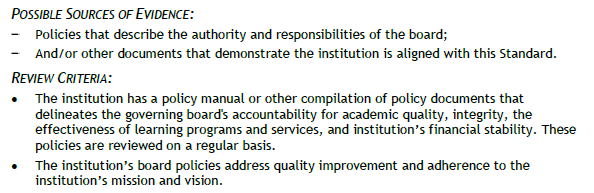 POSSIBLE SOURCES OF EVIDENCE:
– Policies that describe the authority and responsibilities of the board;
– And/or other documents that demonstrate the institution is aligned with this Standard.
REVIEW CRITERIA:
• The institution has a policy manual or other compilation of policy documents that
delineates the governing board's accountability for academic quality, integrity, the
effectiveness of learning programs and services, and institution's financial stability. These
policies are reviewed on a regular basis.
• The institution's board policies address quality improvement and adherence to the
institution's mission and vision.